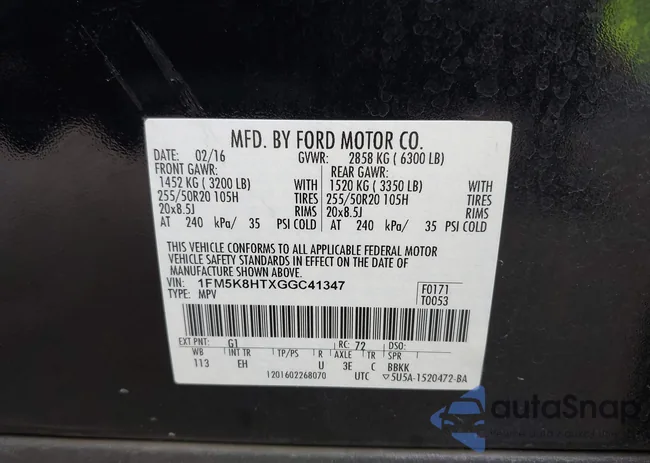 MFD. BY FORD MOTOR CO.
DATE: 02/16 GVWR: 2858 KG ( 6300 LB)
FRONT GAWR: REAR GAWR:
1452 KG ( 3200 LB) WITH 1520 KG ( 3350 LB) WITH
255/50R20 105H TIRES 255/50R20 105H TIRES
20x8.5J RIMS 20x8.5J RIMS
AT 240 kPa/ 35 PSI COLD AT 240 kPa/ 35 PSI COLD
THIS VEHICLE CONFORMS TO ALL APPLICABLE FEDERAL MOTOR
VEHICLE SAFETY STANDARDS IN EFFECT ON THE DATE OF
MANUFACTURE SHOWN ABOVE.
VIN: 1FM5K8HTXGGC41347 F0171
TYPE: MPV T0053
EXT PNT: G1 RC: 72 DSO:
WB INT TR TP/PS R AXLE TR SPR
113 EH U 3E C BBKK
1201602268070 UTC ▽5U5A-1520472-BA
autoSnap